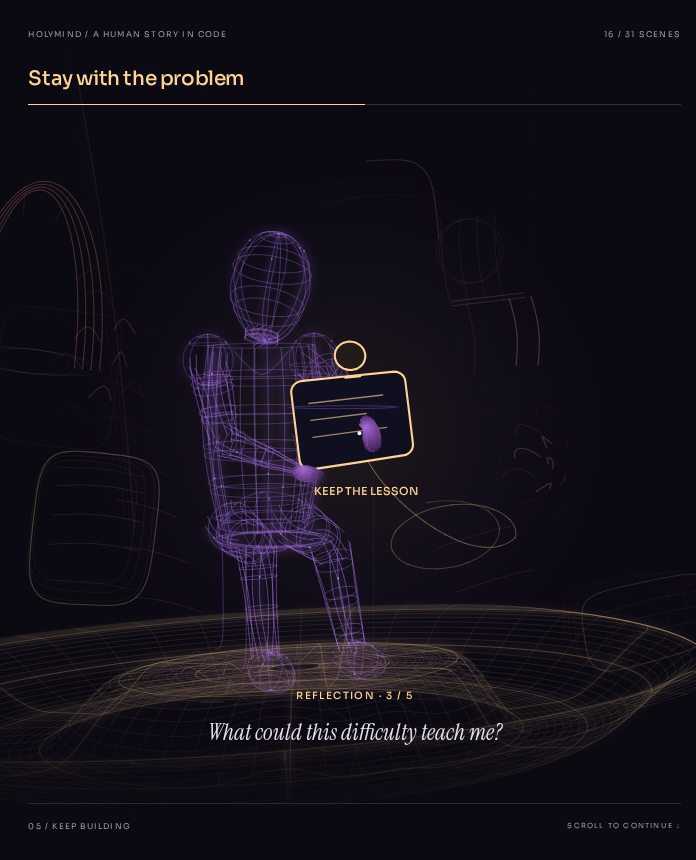 HOLYMIND / A HUMAN STORY IN CODE
16 / 31 SCENES
Stay with the problem
KEEP THE LESSON
REFLECTION · 3 / 5
What could this difficulty teach me?
05 / KEEP BUILDING
SCROLL TO CONTINUE ↓